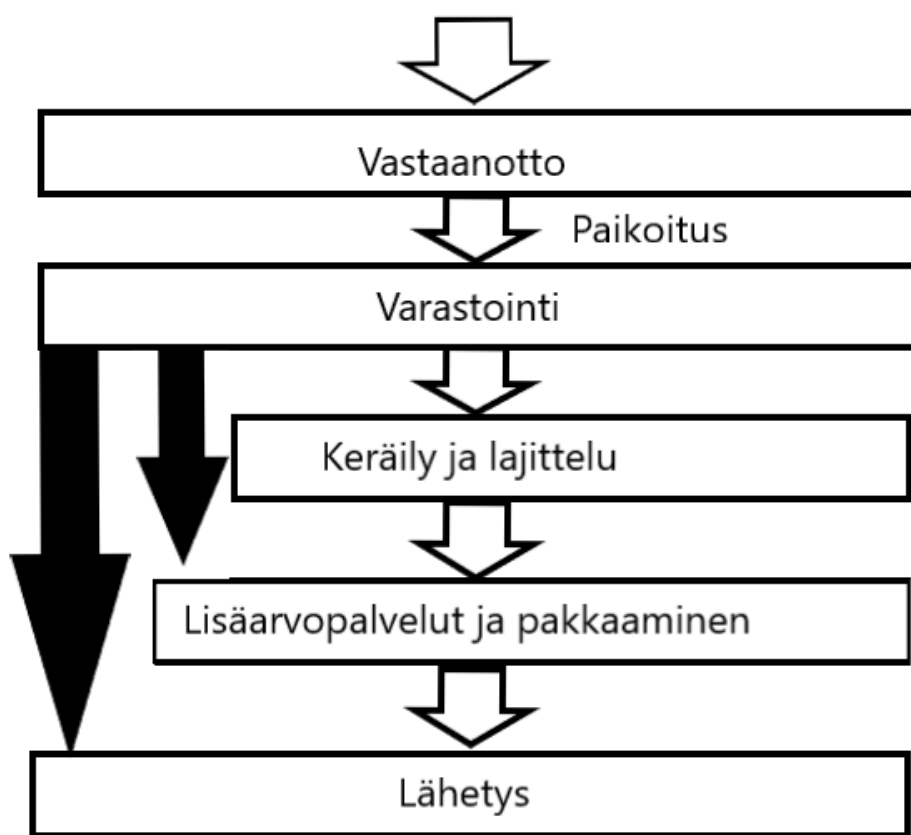 Vastaanotto
Paikoitus
Varastointi
Keräily ja lajittelu
Lisäarvopalvelut ja pakkaaminen
Lähetys